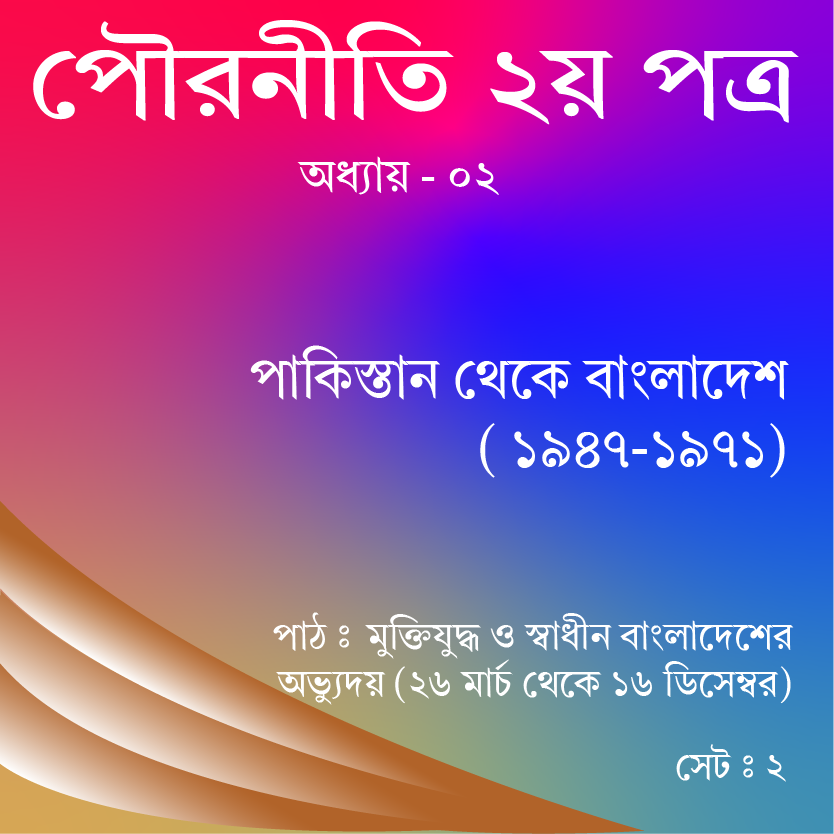 পৌরনীতি ২য় পত্র
অধ্যায় - ০২
পাকিস্তান থেকে বাংলাদেশ
( ১৯৪৭-১৯৭১)
পাঠ ঃ মুক্তিযুদ্ধ ও স্বাধীন বাংলাদেশের
অভ্যুদয় (২৬ মার্চ থেকে ১৬ ডিসেম্বর)
সেট ঃ ২